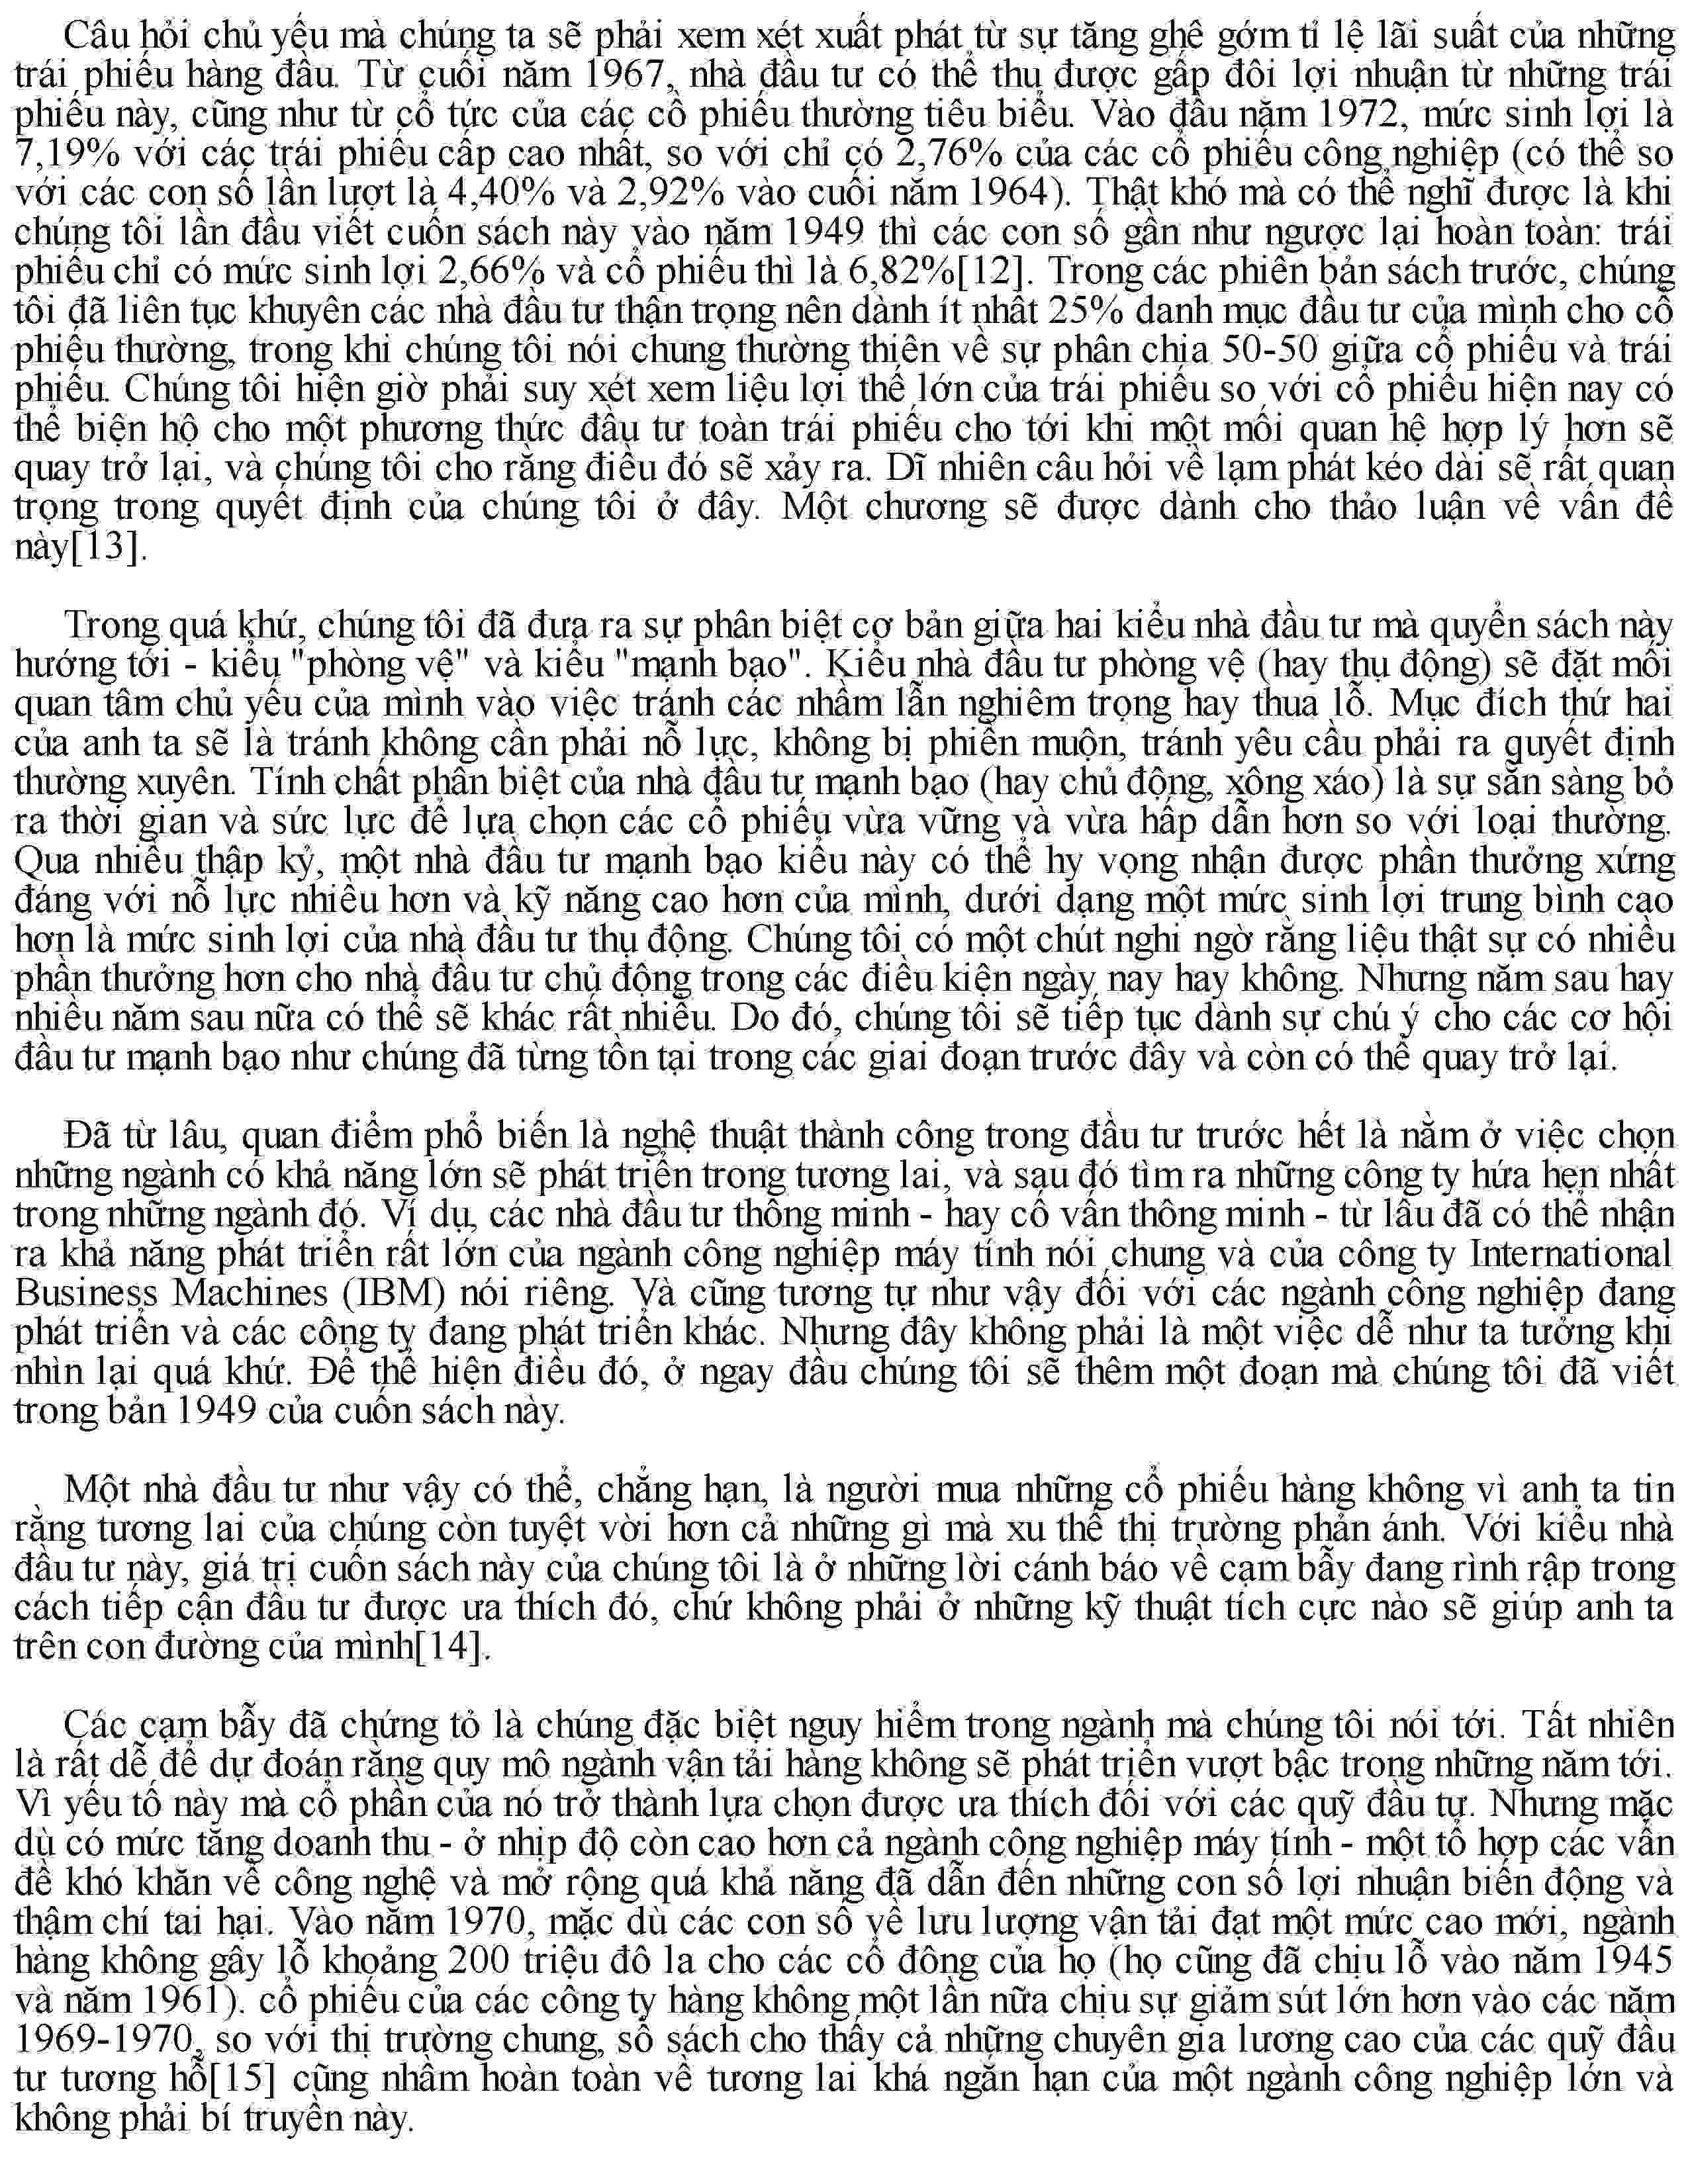 Câu hỏi chủ yếu mà chúng ta sẽ phải xem xét xuất phát từ sự tăng ghê gớm tỉ lệ lãi suất của những
trái phiếu hàng đầu. Từ cuối năm 1967, nhà đầu tư có thể thu được gấp đôi lợi nhuận từ những trái
phiếu này, cũng như từ cổ tức của các cổ phiếu thường tiêu biểu. Vào đầu năm 1972, mức sinh lợi là
7,19% với các trái phiếu cấp cao nhất, so với chỉ có 2,76% của các cổ phiếu công nghiệp (có thể so
với các con số lần lượt là 4,40% và 2,92% vào cuối năm 1964). Thật khó mà có thể nghĩ được là khi
chúng tôi lần đầu viết cuốn sách này vào năm 1949 thì các con số gần như ngược lại hoàn toàn: trái
phiếu chỉ có mức sinh lợi 2,66% và cổ phiếu thì là 6,82%[12]. Trong các phiên bản sách trước, chúng
tôi đã liên tục khuyên các nhà đầu tư thận trọng nên dành ít nhất 25% danh mục đầu tư của mình cho cổ
phiếu thường, trong khi chúng tôi nói chung thường thiên về sự phân chia 50-50 giữa cổ phiếu và trái
phiếu. Chúng tôi hiện giờ phải suy xét xem liệu lợi thế lớn của trái phiếu so với cổ phiếu hiện nay có
thể biện hộ cho một phương thức đầu tư toàn trái phiếu cho tới khi một mối quan hệ hợp lý hơn sẽ
quay trở lại, và chúng tôi cho rằng điều đó sẽ xảy ra. Dĩ nhiên câu hỏi về lạm phát kéo dài sẽ rất quan
trọng trong quyết định của chúng tôi ở đây. Một chương sẽ được dành cho thảo luận về vấn đề
này[13].
Trong quá khứ, chúng tôi đã đưa ra sự phân biệt cơ bản giữa hai kiểu nhà đầu tư mà quyển sách này
hướng tới - kiểu "phòng vệ" và kiểu "mạnh bạo". Kiểu nhà đầu tư phòng vệ (hay thụ động) sẽ đặt mối
quan tâm chủ yếu của mình vào việc tránh các nhầm lẫn nghiêm trọng hay thua lỗ. Mục đích thứ hai
của anh ta sẽ là tránh không cần phải nỗ lực, không bị phiền muộn, tránh yêu cầu phải ra quyết định
thường xuyên. Tính chất phân biệt của nhà đầu tư mạnh bạo (hay chủ động, xông xáo) là sự sẵn sàng bỏ
ra thời gian và sức lực để lựa chọn các cổ phiếu vừa vững và vừa hấp dẫn hơn so với loại thường.
Qua nhiều thập kỷ, một nhà đầu tư mạnh bạo kiểu này có thể hy vọng nhận được phần thưởng xứng
đáng với nỗ lực nhiều hơn và kỹ năng cao hơn của mình, dưới dạng một mức sinh lợi trung bình cao
hơn là mức sinh lợi của nhà đầu tư thụ động. Chúng tôi có một chút nghi ngờ rằng liệu thật sự có nhiều
phần thưởng hơn cho nhà đầu tư chủ động trong các điều kiện ngày nay hay không. Nhưng năm sau hay
nhiều năm sau nữa có thể sẽ khác rất nhiều. Do đó, chúng tôi sẽ tiếp tục dành sự chú ý cho các cơ hội
đầu tư mạnh bạo như chúng đã từng tồn tại trong các giai đoạn trước đây và còn có thể quay trở lại.
Đã từ lâu, quan điểm phổ biến là nghệ thuật thành công trong đầu tư trước hết là nằm ở việc chọn
những ngành có khả năng lớn sẽ phát triển trong tương lai, và sau đó tìm ra những công ty hứa hẹn nhất
trong những ngành đó. Ví dụ, các nhà đầu tư thông minh - hay cố vấn thông minh - từ lâu đã có thể nhận
ra khả năng phát triển rất lớn của ngành công nghiệp máy tính nói chung và của công ty International
Business Machines (IBM) nói riêng. Và cũng tương tự như vậy đối với các ngành công nghiệp đang
phát triển và các công ty đang phát triển khác. Nhưng đây không phải là một việc dễ như ta tưởng khi
nhìn lại quá khứ. Để thể hiện điều đó, ở ngay đầu chúng tôi sẽ thêm một đoạn mà chúng tôi đã viết
trong bản 1949 của cuốn sách này.
Một nhà đầu tư như vậy có thể, chẳng hạn, là người mua những cổ phiếu hàng không vì anh ta tin
rằng tương lai của chúng còn tuyệt vời hơn cả những gì mà xu thế thị trường phản ánh. Với kiểu nhà
đầu tư này, giá trị cuốn sách này của chúng tôi là ở những lời cánh báo về cạm bẫy đang rình rập trong
cách tiếp cận đầu tư được ưa thích đó, chứ không phải ở những kỹ thuật tích cực nào sẽ giúp anh ta
trên con đường của mình[14].
Các cạm bẫy đã chứng tỏ là chúng đặc biệt nguy hiểm trong ngành mà chúng tôi nói tới. Tất nhiên
là rất dễ để dự đoán rằng quy mô ngành vận tải hàng không sẽ phát triển vượt bậc trong những năm tới.
Vì yếu tố này mà cổ phần của nó trở thành lựa chọn được ưa thích đối với các quỹ đầu tư. Nhưng mặc
dù có mức tăng doanh thu - ở nhịp độ còn cao hơn cả ngành công nghiệp máy tính - một tổ hợp các vấn
đề khó khăn về công nghệ và mở rộng quá khả năng đã dẫn đến những con số lợi nhuận biến động và
thậm chí tai hại. Vào năm 1970, mặc dù các con số về lưu lượng vận tải đạt một mức cao mới, ngành
hàng không gây lỗ khoảng 200 triệu đô la cho các cổ đông của họ (họ cũng đã chịu lỗ vào năm 1945
và năm 1961). cổ phiếu của các công ty hàng không một lần nữa chịu sự giảm sút lớn hơn vào các năm
1969-1970, so với thị trường chung, sổ sách cho thấy cả những chuyên gia lương cao của các quỹ đầu
tư tương hỗ[15] cũng nhầm hoàn toàn về tương lai khá ngắn hạn của một ngành công nghiệp lớn và
không phải bí truyền này.